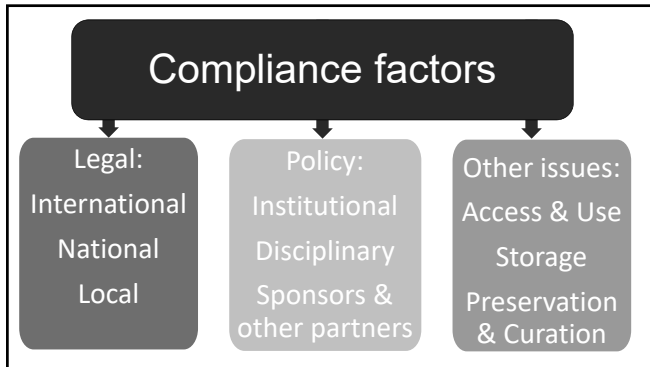 Compliance factors
Legal:
International
National
Local
Policy:
Institutional
Disciplinary
Sponsors &
other partners
Other issues:
Access & Use
Storage
Preservation
& Curation